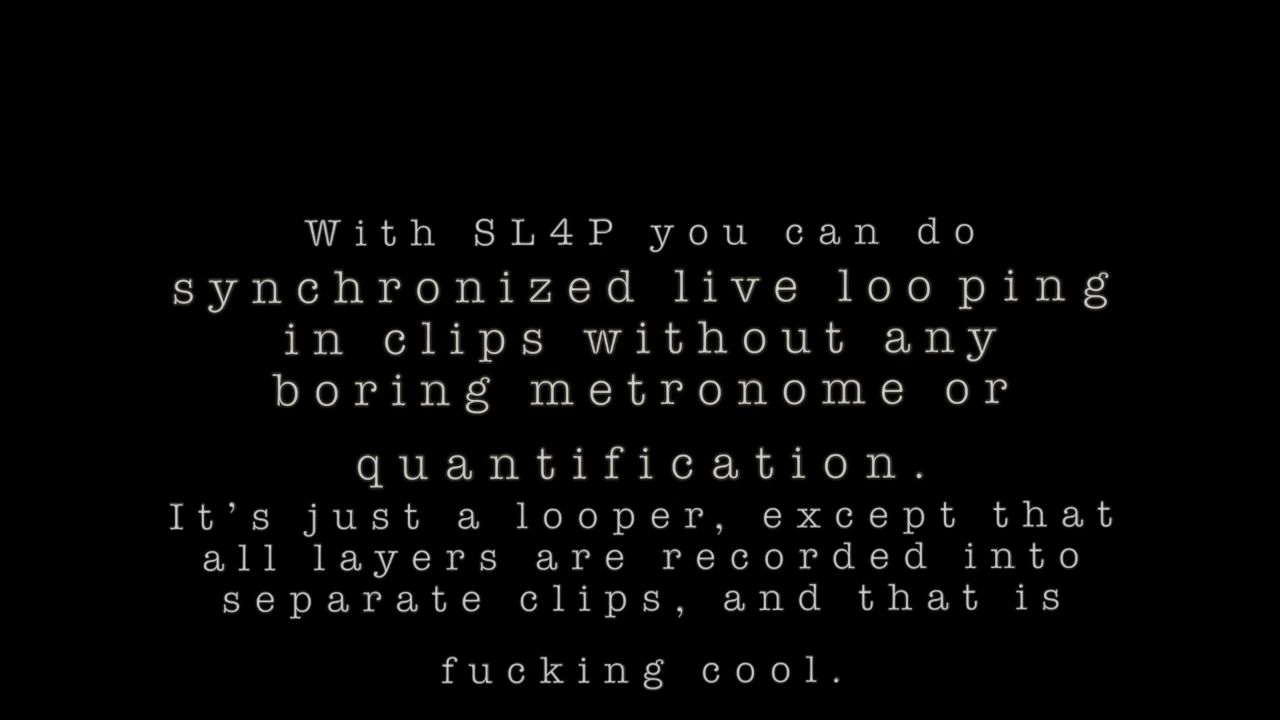 With SL4P you can do
synchronized live looping
in clips without any
boring metronome or
quantification.
It’s just a looper, except that
all layers are recorded into
separate clips, and that is
fucking cool.